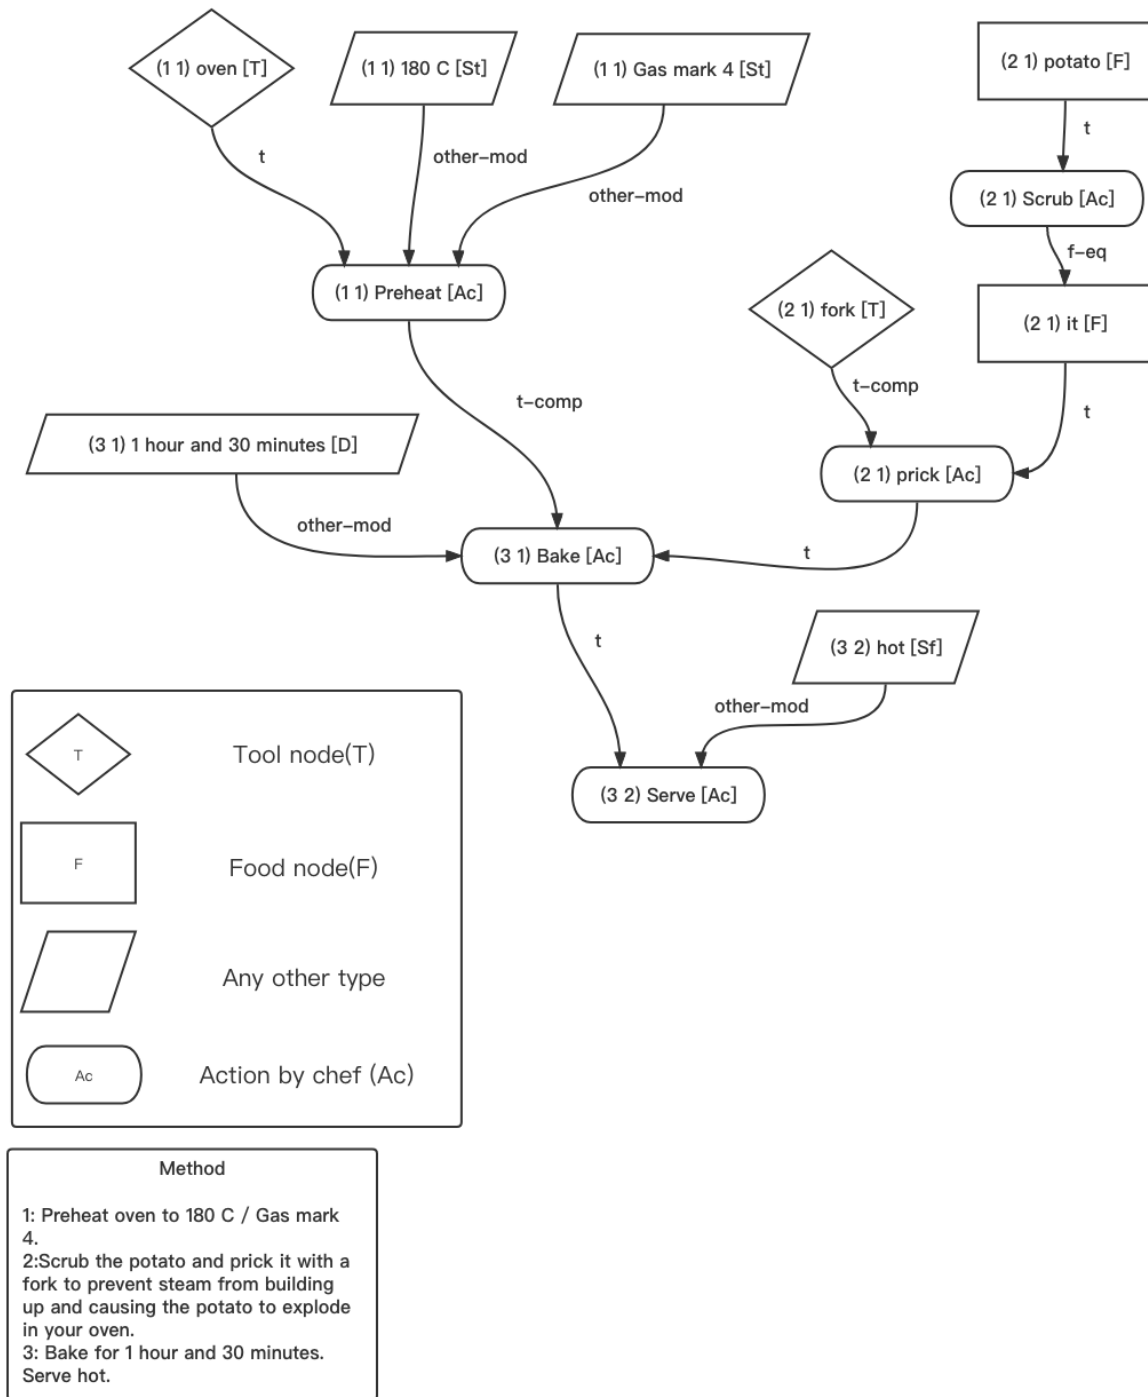 (1 1) oven [T]
(1 1) 180 C [St]
(1 1) Gas mark 4 [St]
(2 1) potato [F]
t
other-mod
other-mod
t
(2 1) Scrub [Ac]
f-eq
(1 1) Preheat [Ac]
(2 1) fork [T]
(2 1) it [F]
t-comp
t-comp
t
(3 1) 1 hour and 30 minutes [D]
(2 1) prick [Ac]
other-mod
(3 1) Bake [Ac]
t
t
(3 2) hot [Sf]
other-mod
(3 2) Serve [Ac]
T
Tool node(T)
F
Food node(F)
Any other type
Ac
Action by chef (Ac)
Method
1: Preheat oven to 180 C / Gas mark
4.
2:Scrub the potato and prick it with a
fork to prevent steam from building
up and causing the potato to explode
in your oven.
3: Bake for 1 hour and 30 minutes.
Serve hot.